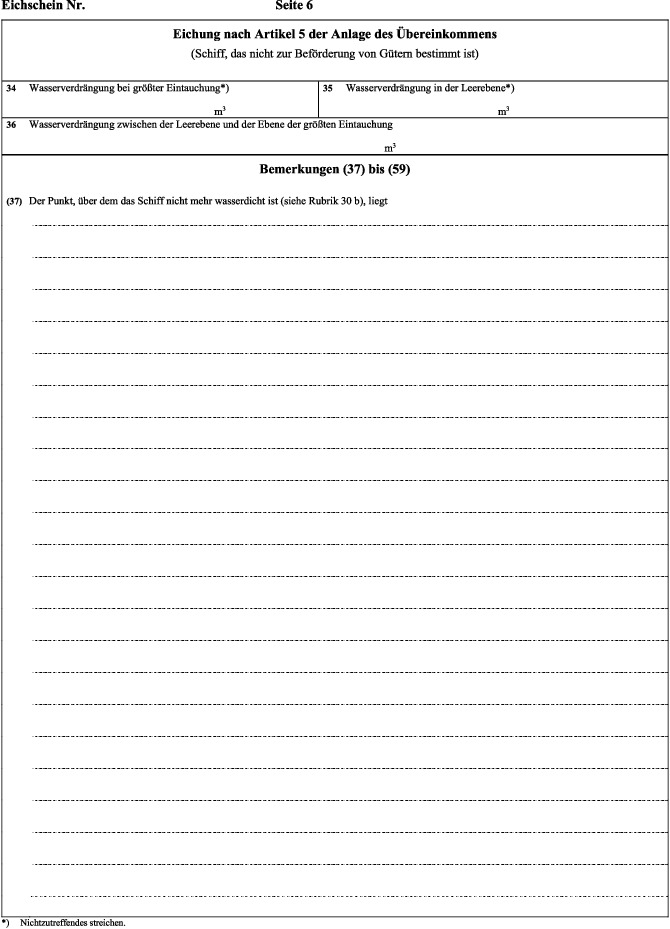 Eichschein Nr. Seite 6
Eichung nach Artikel 5 der Anlage des Übereinkommens
(Schiff, das nicht zur Beförderung von Gütern bestimmt ist)
34 Wasserverdrängung bei größter Eintauchung*) 35 Wasserverdrängung in der Leerebene*)
m³ m³
36 Wasserverdrängung zwischen der Leerebene und der Ebene der größten Eintauchung
m³
Bemerkungen (37) bis (59)
(37) Der Punkt, über dem das Schiff nicht mehr wasserdicht ist (siehe Rubrik 30 b), liegt
*) Nichtzutreffendes streichen.